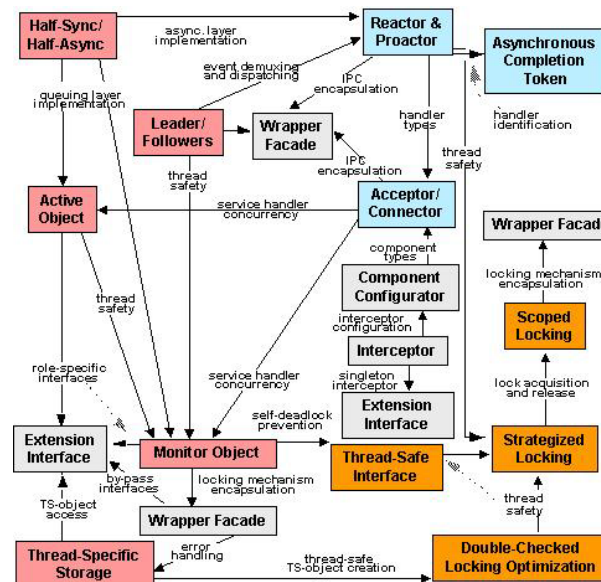 Half-Sync/
Half-Async
async. layer
implementation
Reactor &
Proactor
Asynchronous
Completion
Token
event demuxing
and dispatching
IPC
encapsulation
queuing layer
implementation
handler
types
handler
identification
Leader/
Followers
Wrapper
Facade
thread
safety
IPC
encapsulation
thread
safety
Active
Object
service handler
concurrency
Acceptor/
Connector
Wrapper Facad
component
types
locking mechanism
encapsulation
Component
Configurator
thread
safety
interceptor
configuration
Scoped
Locking
Interceptor
role-specific
interfaces
service handler
concurrency
singleton
interceptor
lock acquisition
and release
Extension
Interface
self-deadlock
prevention
Extension
Interface
Monitor Object
Thread-Safe
Interface
Strategized
Locking
by-pass
interfaces
locking mechanism
encapsulation
TS-object
access
Wrapper Facade
thread
safety
error
handling
Thread-Specific
Storage
thread-safe
TS-object creation
Double-Checked
Locking Optimization